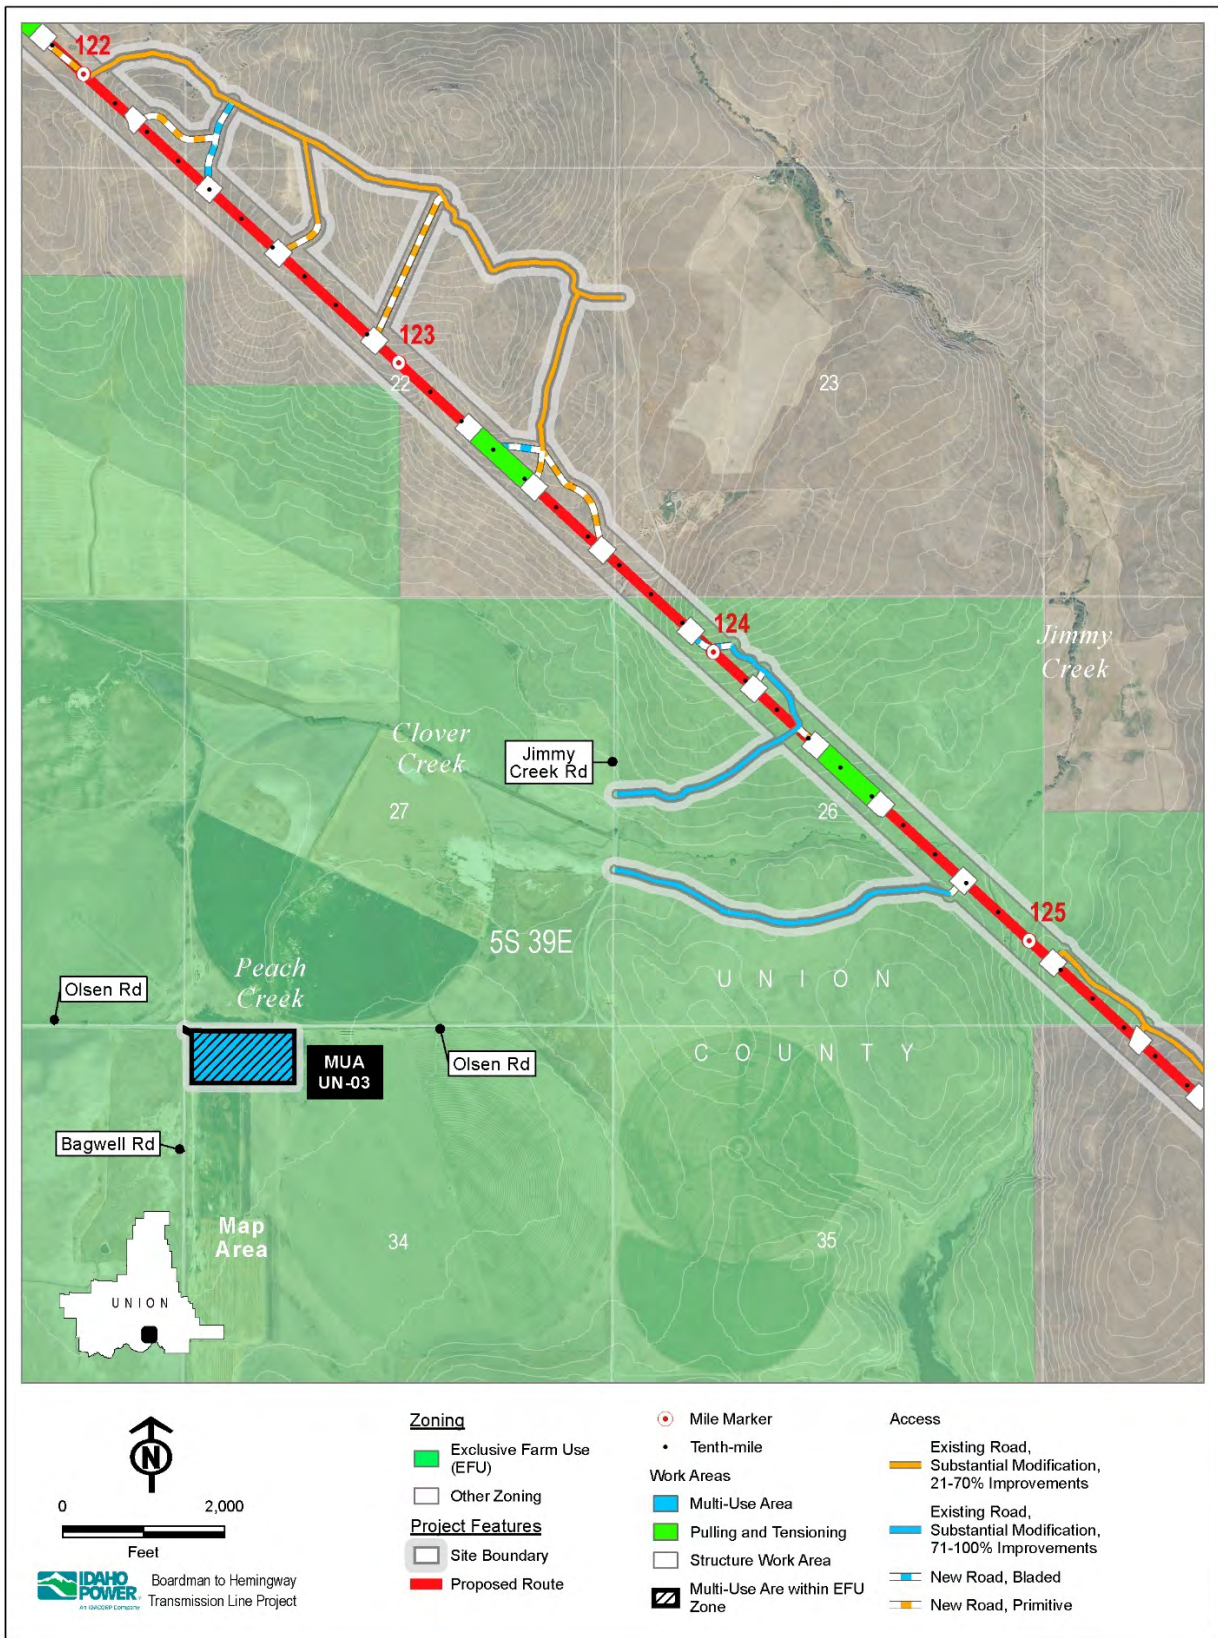 122
123
22
23
124
Jimmy
Creek
Clover
Creek
Jimmy
Creek Rd
27
26
125
5S 39E
UNION
Peach
Creek
Olsen Rd
COUNTY
MUA
UN-03
Olsen Rd
Bagwell Rd
Map
Area
34
35
UNION
N
0 2,000
Feet
IDAHO
POWER
An IDACORP Company
Boardman to Hemingway
Transmission Line Project
Zoning
Exclusive Farm Use
(EFU)
Other Zoning
Project Features
Site Boundary
Proposed Route
Mile Marker
Tenth-mile
Work Areas
Multi-Use Area
Pulling and Tensioning
Structure Work Area
Multi-Use Are within EFU
Zone
Access
Existing Road,
Substantial Modification,
21-70% Improvements
Existing Road,
Substantial Modification,
71-100% Improvements
New Road, Bladed
New Road, Primitive